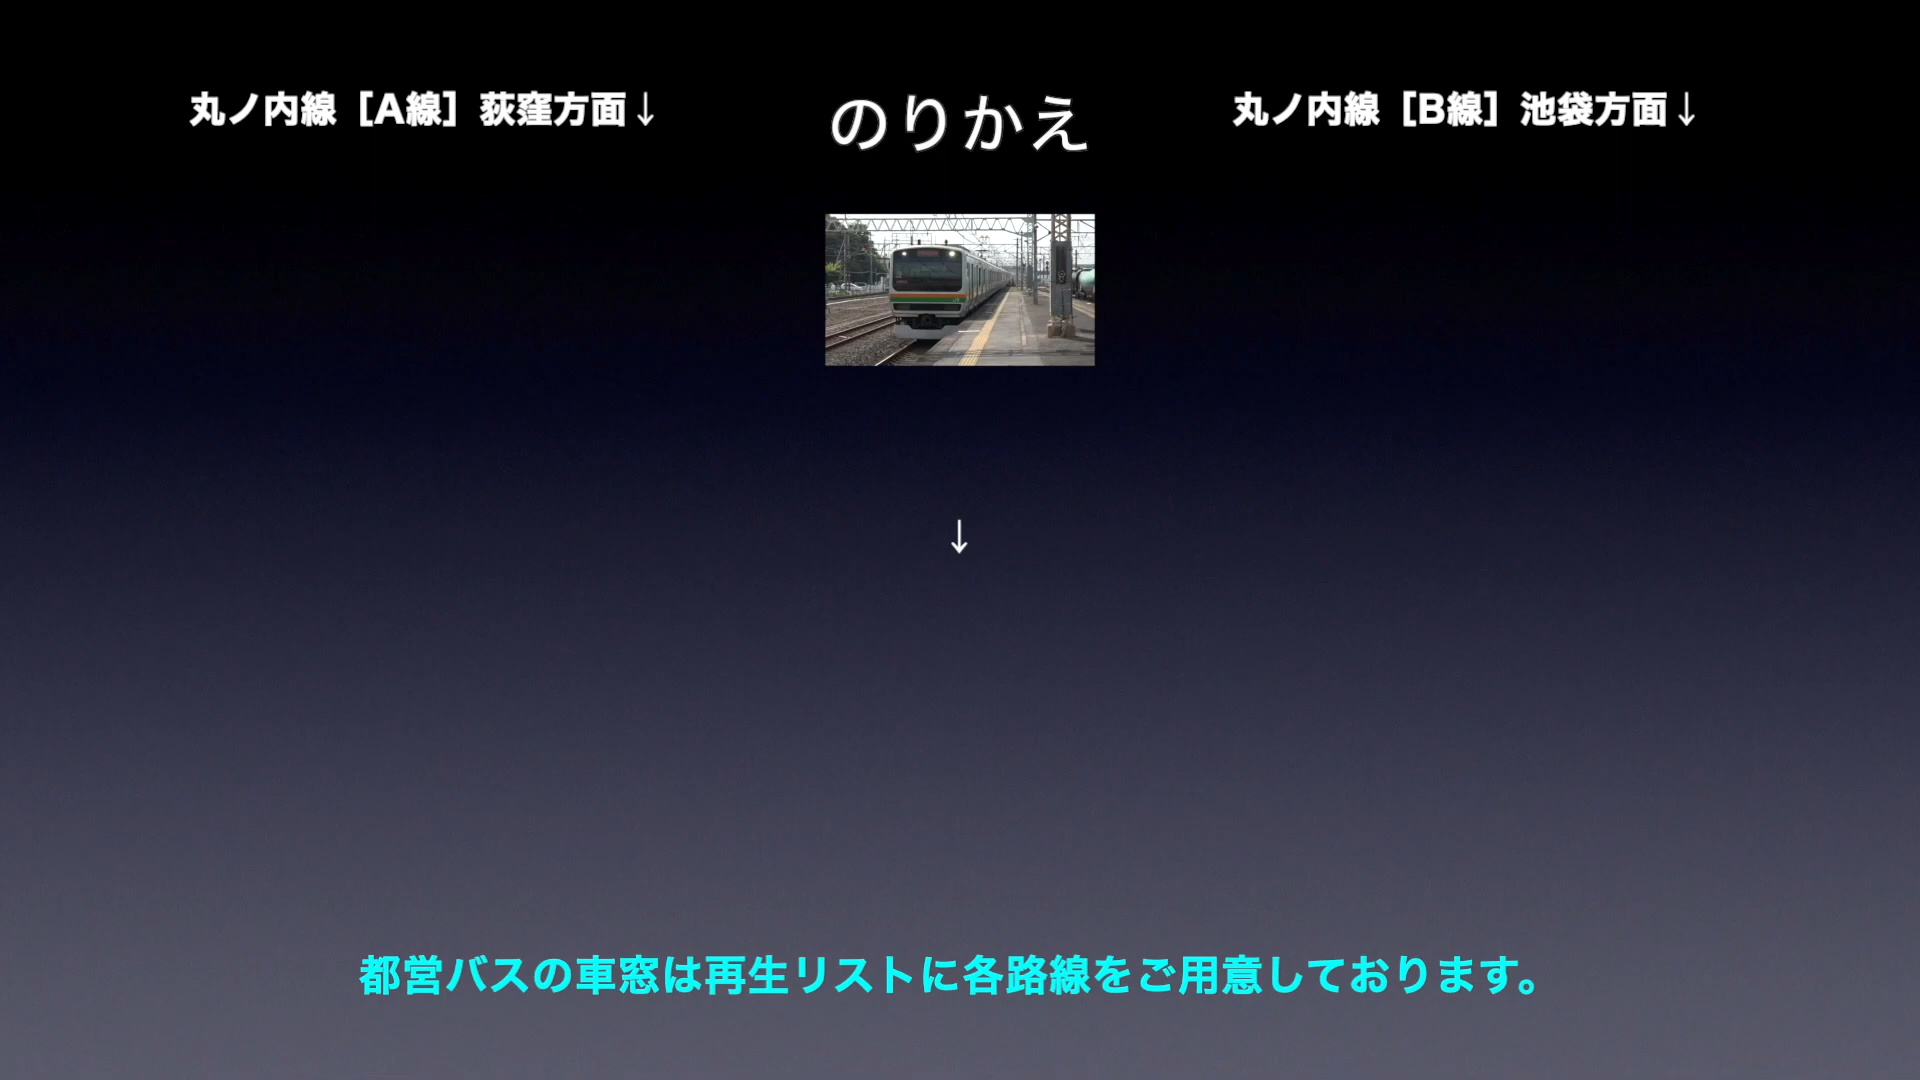 丸ノ内線［A線］荻窪方面↓
のりかえ
丸ノ内線［B線］池袋方面↓
↓
都営バスの車窓は再生リストに各路線をご用意しております。